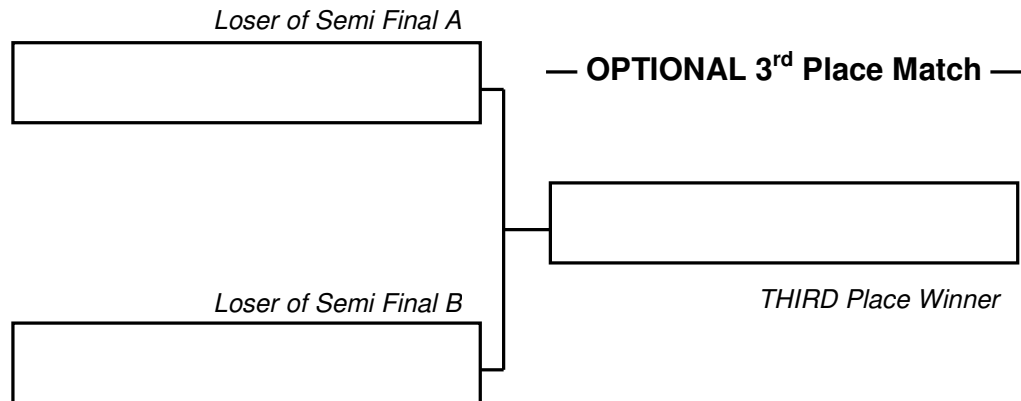 Loser of Semi Final A
— OPTIONAL 3rd Place Match —
Loser of Semi Final B
THIRD Place Winner